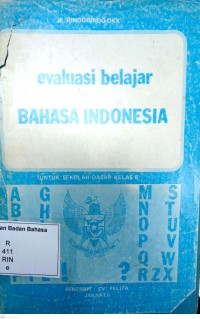 evaluasi belajar
BAHASA INDONESIA
UNTUK SEKOLAH DASAR KELAS 6
A G M S
B H N T
O U
P V
Q W
R Z X
?
an Badan Bahasa
R
411
RIN
e
PENERBIT CV PELITA
JAKARTA